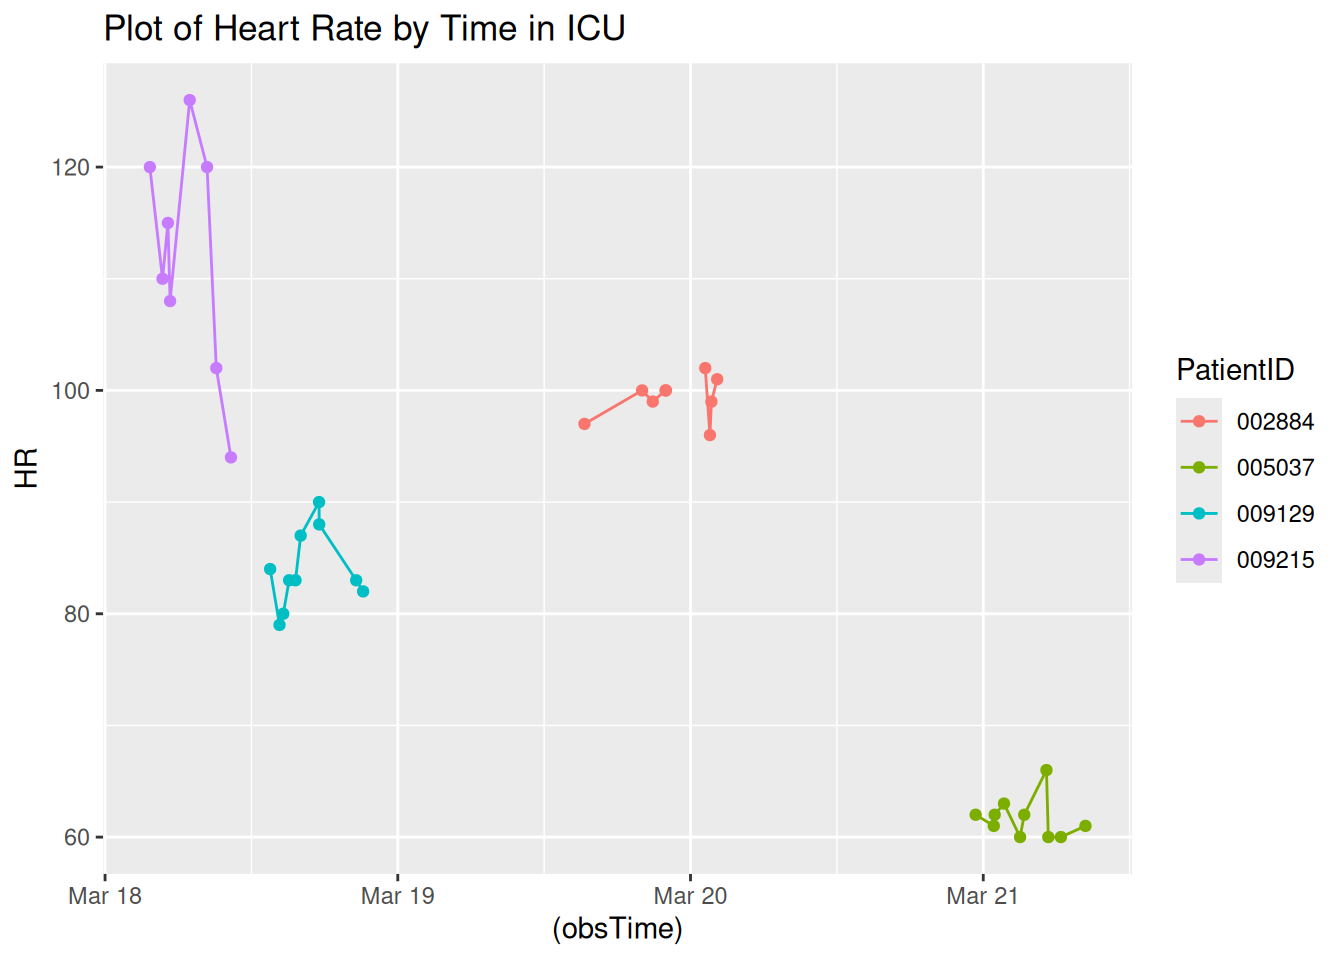 Plot of Heart Rate by Time in ICU
120
100
80
60
HR
Mar 18
Mar 19
Mar 20
Mar 21
(obsTime)
PatientID
002884
005037
009129
009215